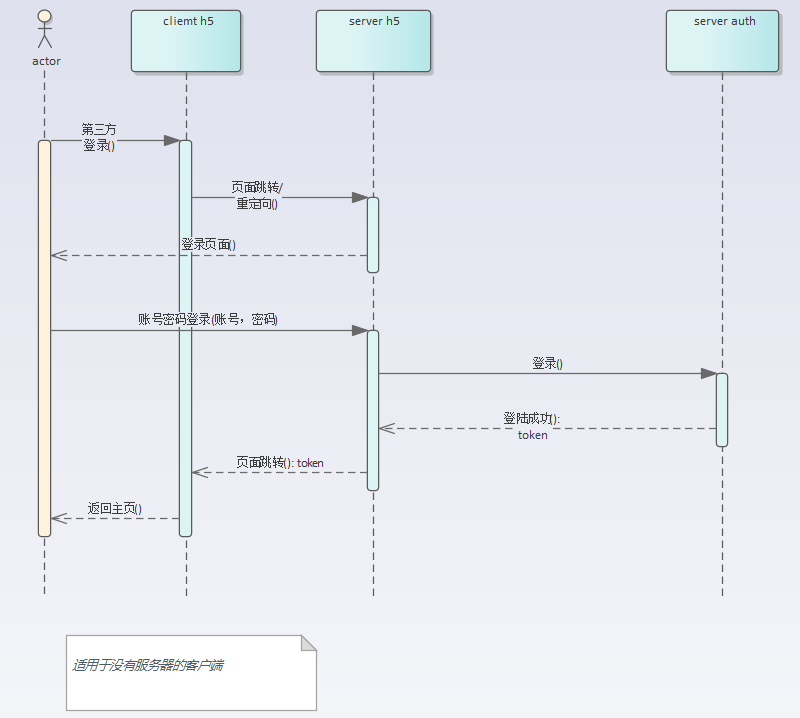 actor
cliemt h5
server h5
server auth
第三方
登录()
页面跳转/
重定向()
登录页面()
账号密码登录(账号，密码)
登录()
登陆成功():
token
页面跳转(): token
返回主页()
适用于没有服务器的客户端